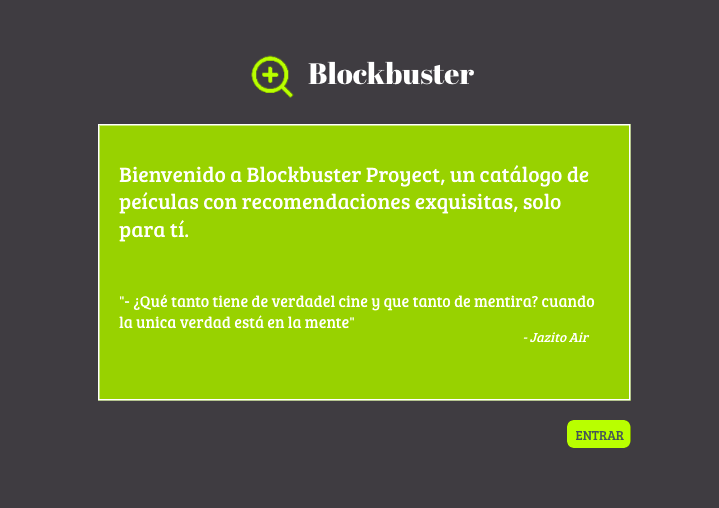 Blockbuster
Bienvenido a Blockbuster Proyect, un catálogo de
peículas con recomendaciones exquisitas, solo
para tí.
"- ¿Qué tanto tiene de verdadel cine y que tanto de mentira? cuando
la unica verdad está en la mente"
- Jazito Air
ENTRAR